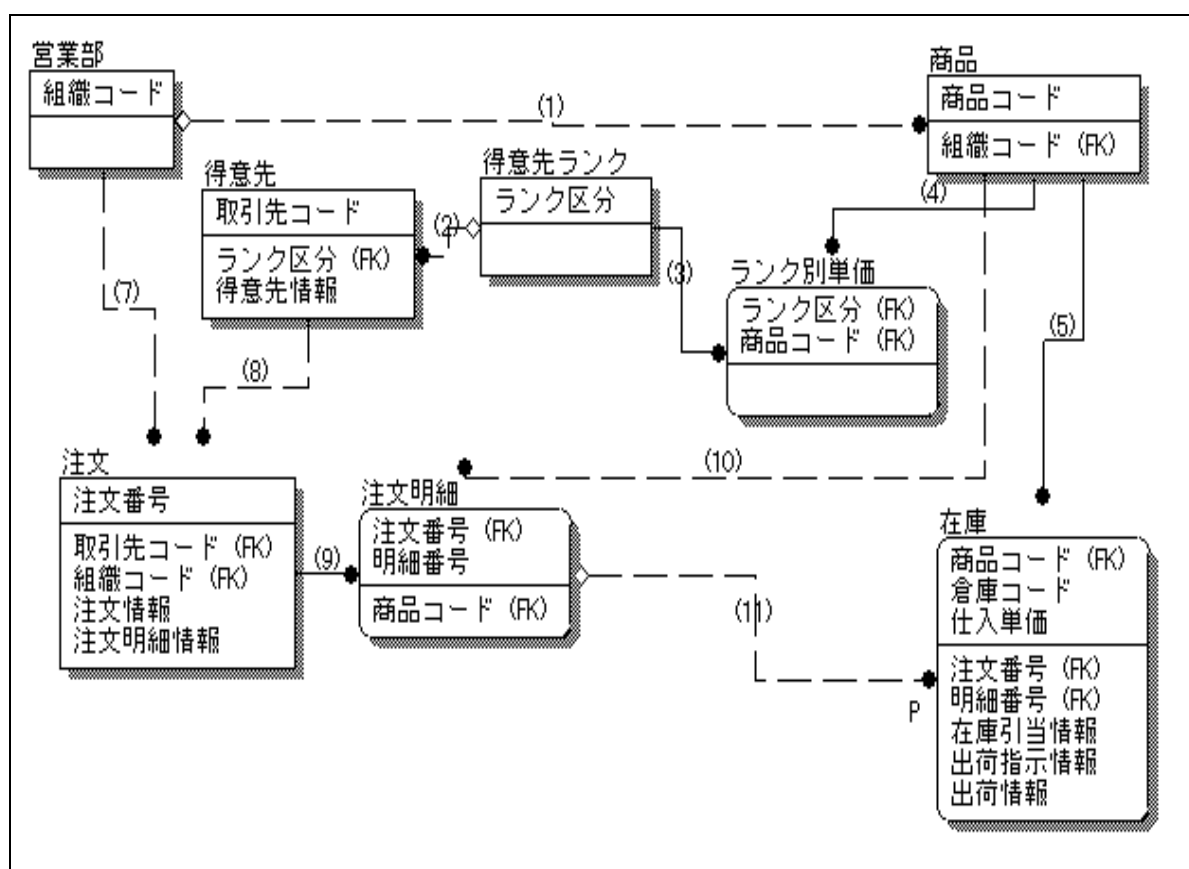 営業部
組織コード
(1)
商品
商品コード
組織コード (FK)
得意先
取引先コード
ランク区分 (FK)
得意先情報
(2)
得意先ランク
ランク区分
(3)
(4)
ランク別単価
ランク区分 (FK)
商品コード (FK)
(5)
(7)
(8)
(10)
注文
注文番号
取引先コード (FK)
組織コード (FK)
注文情報
注文明細情報
(9)
注文明細
注文番号 (FK)
明細番号
商品コード (FK)
(11)
P
在庫
商品コード (FK)
倉庫コード
仕入単価
注文番号 (FK)
明細番号 (FK)
在庫引当情報
出荷指示情報
出荷情報